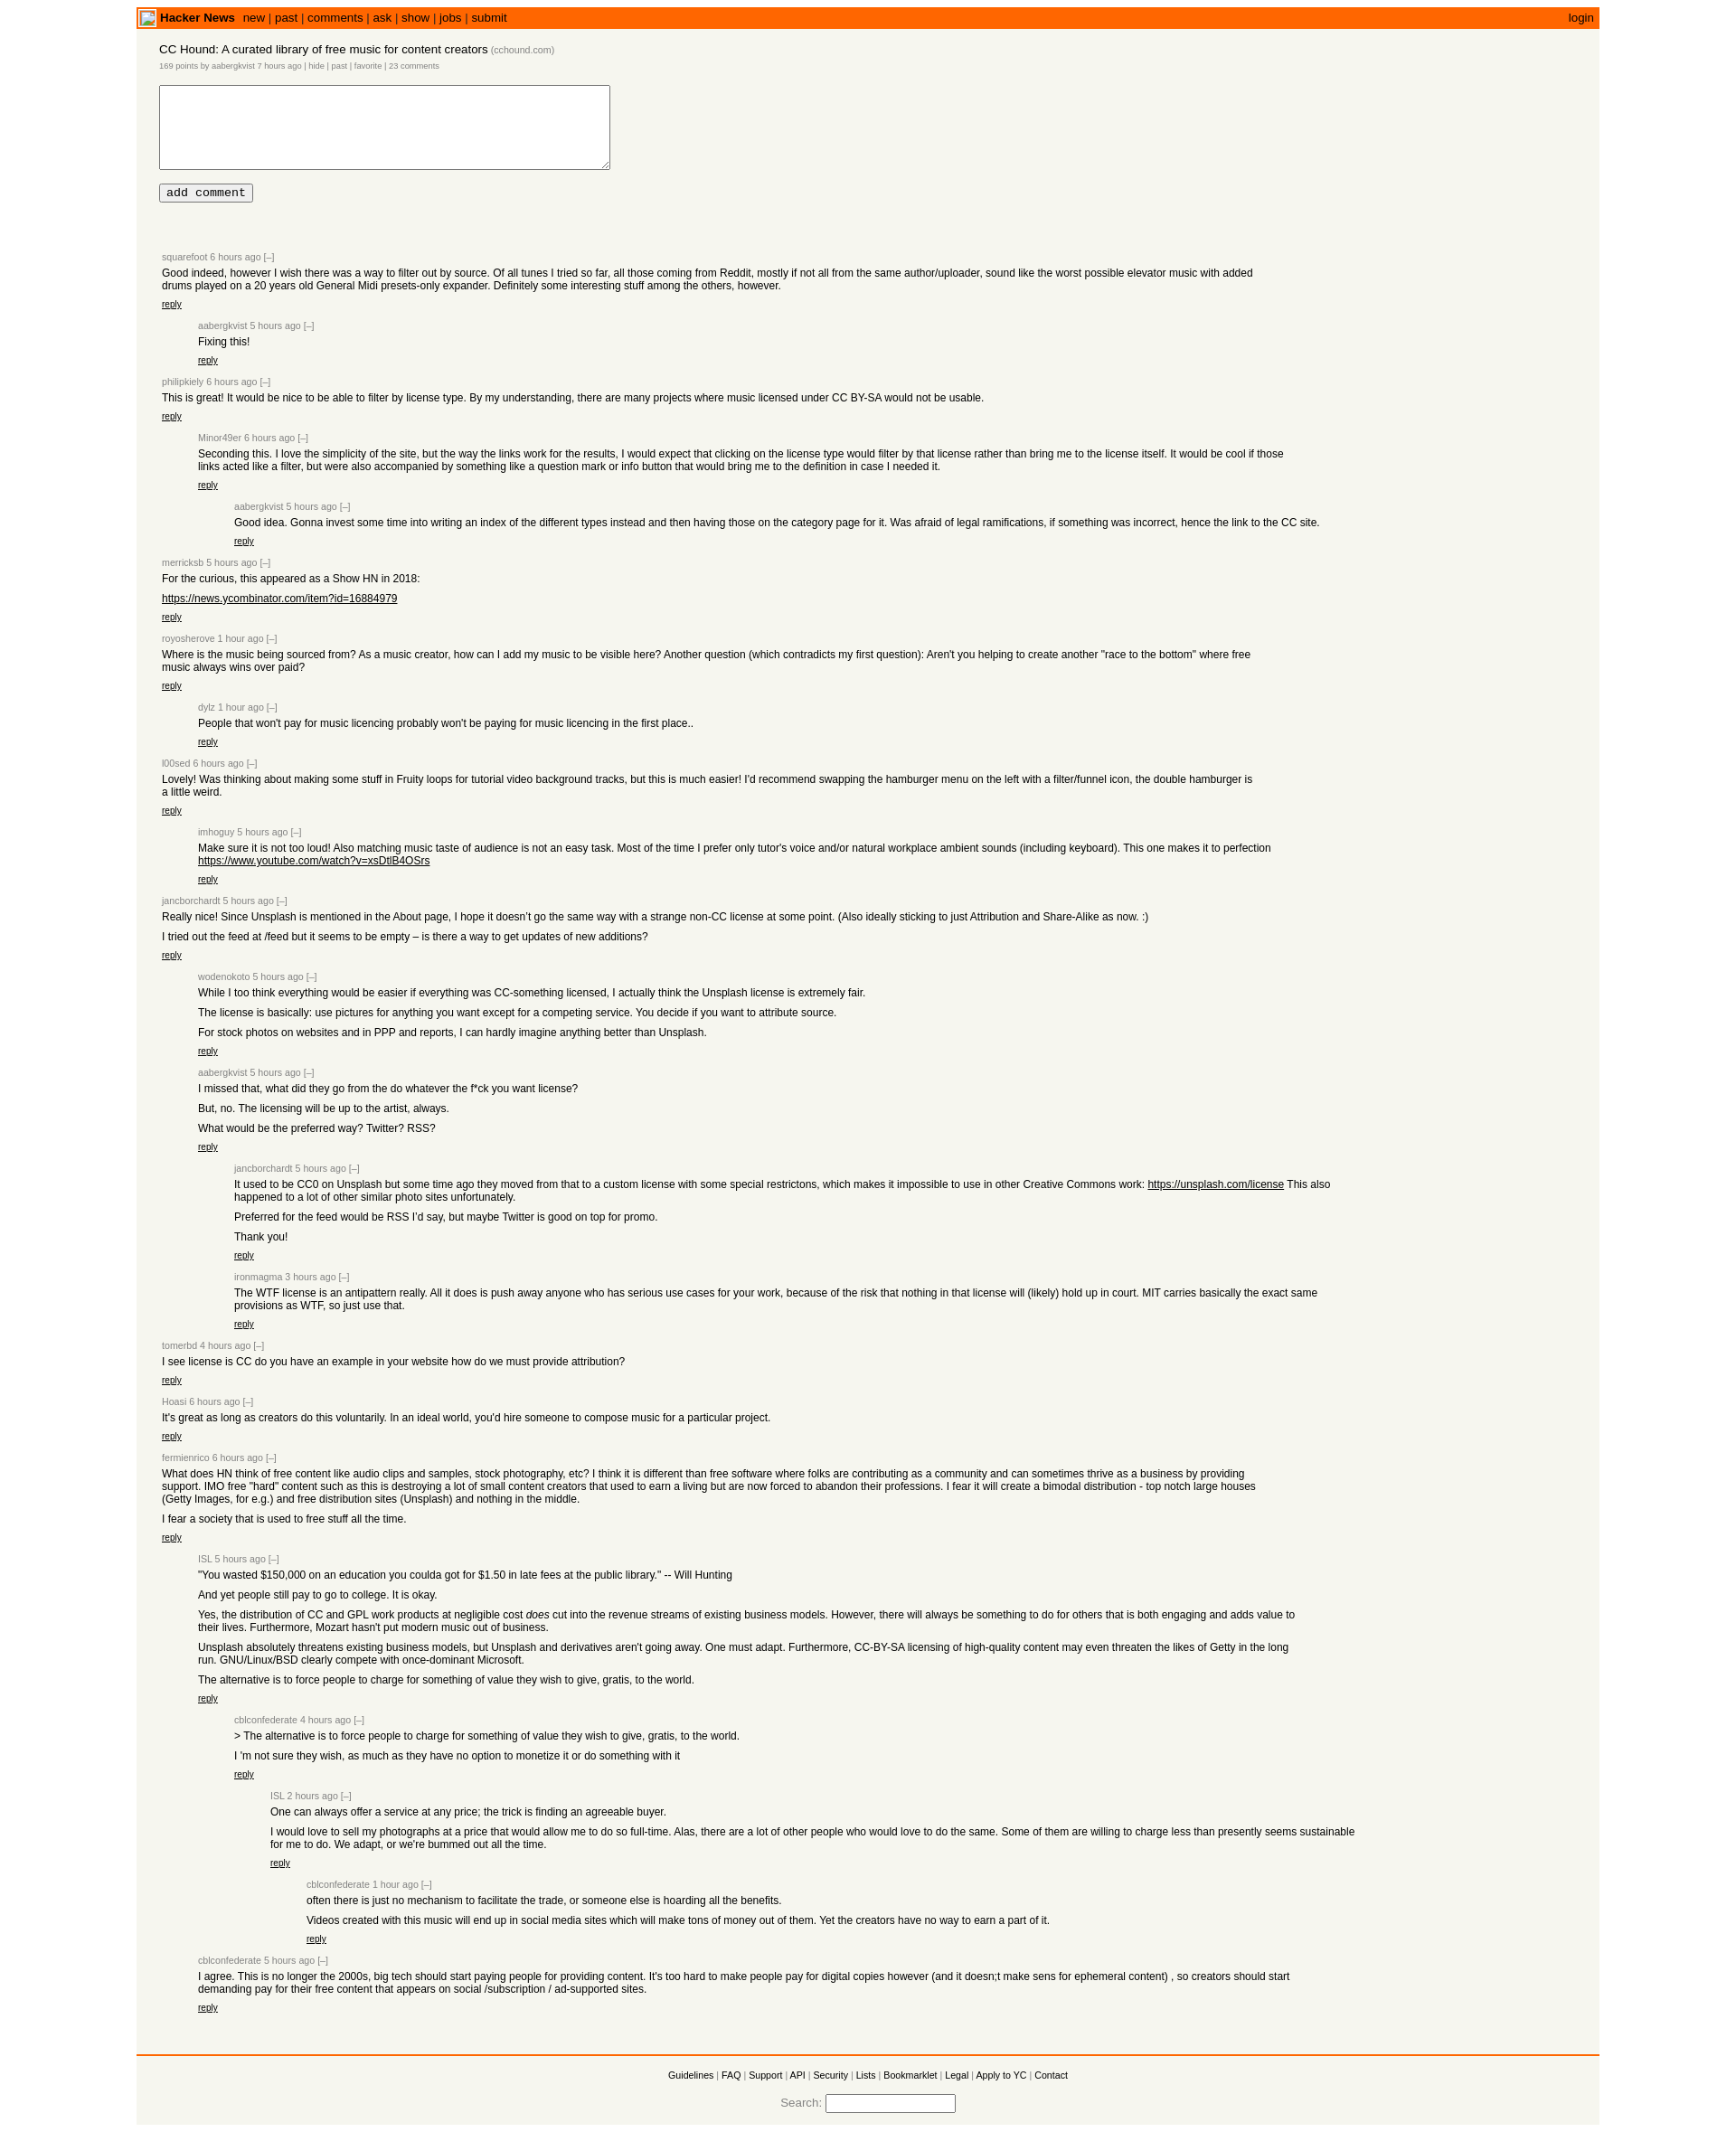 Hacker News new | past | comments | ask | show | jobs | submit login
CC Hound: A curated library of free music for content creators (cchound.com)
169 points by aabergkvist 7 hours ago | hide | past | favorite | 23 comments
add comment
squarefoot 6 hours ago [–]
Good indeed, however I wish there was a way to filter out by source. Of all tunes I tried so far, all those coming from Reddit, mostly if not all from the same author/uploader, sound like the worst possible elevator music with added
drums played on a 20 years old General Midi presets-only expander. Definitely some interesting stuff among the others, however.
reply
aabergkvist 5 hours ago [–]
Fixing this!
reply
philipkiely 6 hours ago [–]
This is great! It would be nice to be able to filter by license type. By my understanding, there are many projects where music licensed under CC BY-SA would not be usable.
reply
Minor49er 6 hours ago [–]
Seconding this. I love the simplicity of the site, but the way the links work for the results, I would expect that clicking on the license type would filter by that license rather than bring me to the license itself. It would be cool if those
links acted like a filter, but were also accompanied by something like a question mark or info button that would bring me to the definition in case I needed it.
reply
aabergkvist 5 hours ago [–]
Good idea. Gonna invest some time into writing an index of the different types instead and then having those on the category page for it. Was afraid of legal ramifications, if something was incorrect, hence the link to the CC site.
reply
merricksb 5 hours ago [–]
For the curious, this appeared as a Show HN in 2018:
https://news.ycombinator.com/item?id=16884979
reply
royosherove 1 hour ago [–]
Where is the music being sourced from? As a music creator, how can I add my music to be visible here? Another question (which contradicts my first question): Aren't you helping to create another "race to the bottom" where free
music always wins over paid?
reply
dylz 1 hour ago [–]
People that won't pay for music licencing probably won't be paying for music licencing in the first place..
reply
l00sed 6 hours ago [–]
Lovely! Was thinking about making some stuff in Fruity loops for tutorial video background tracks, but this is much easier! I'd recommend swapping the hamburger menu on the left with a filter/funnel icon, the double hamburger is
a little weird.
reply
imhoguy 5 hours ago [–]
Make sure it is not too loud! Also matching music taste of audience is not an easy task. Most of the time I prefer only tutor's voice and/or natural workplace ambient sounds (including keyboard). This one makes it to perfection
https://www.youtube.com/watch?v=xsDtlB4OSrs
reply
jancborchardt 5 hours ago [–]
Really nice! Since Unsplash is mentioned in the About page, I hope it doesn’t go the same way with a strange non-CC license at some point. (Also ideally sticking to just Attribution and Share-Alike as now. :)
I tried out the feed at /feed but it seems to be empty – is there a way to get updates of new additions?
reply
wodenokoto 5 hours ago [–]
While I too think everything would be easier if everything was CC-something licensed, I actually think the Unsplash license is extremely fair.
The license is basically: use pictures for anything you want except for a competing service. You decide if you want to attribute source.
For stock photos on websites and in PPP and reports, I can hardly imagine anything better than Unsplash.
reply
aabergkvist 5 hours ago [–]
I missed that, what did they go from the do whatever the f*ck you want license?
But, no. The licensing will be up to the artist, always.
What would be the preferred way? Twitter? RSS?
reply
jancborchardt 5 hours ago [–]
It used to be CC0 on Unsplash but some time ago they moved from that to a custom license with some special restrictons, which makes it impossible to use in other Creative Commons work: https://unsplash.com/license This also
happened to a lot of other similar photo sites unfortunately.
Preferred for the feed would be RSS I’d say, but maybe Twitter is good on top for promo.
Thank you!
reply
ironmagma 3 hours ago [–]
The WTF license is an antipattern really. All it does is push away anyone who has serious use cases for your work, because of the risk that nothing in that license will (likely) hold up in court. MIT carries basically the exact same
provisions as WTF, so just use that.
reply
tomerbd 4 hours ago [–]
I see license is CC do you have an example in your website how do we must provide attribution?
reply
Hoasi 6 hours ago [–]
It's great as long as creators do this voluntarily. In an ideal world, you'd hire someone to compose music for a particular project.
reply
fermienrico 6 hours ago [–]
What does HN think of free content like audio clips and samples, stock photography, etc? I think it is different than free software where folks are contributing as a community and can sometimes thrive as a business by providing
support. IMO free "hard" content such as this is destroying a lot of small content creators that used to earn a living but are now forced to abandon their professions. I fear it will create a bimodal distribution - top notch large houses
(Getty Images, for e.g.) and free distribution sites (Unsplash) and nothing in the middle.
I fear a society that is used to free stuff all the time.
reply
ISL 5 hours ago [–]
"You wasted $150,000 on an education you coulda got for $1.50 in late fees at the public library." -- Will Hunting
And yet people still pay to go to college. It is okay.
Yes, the distribution of CC and GPL work products at negligible cost does cut into the revenue streams of existing business models. However, there will always be something to do for others that is both engaging and adds value to
their lives. Furthermore, Mozart hasn't put modern music out of business.
Unsplash absolutely threatens existing business models, but Unsplash and derivatives aren't going away. One must adapt. Furthermore, CC-BY-SA licensing of high-quality content may even threaten the likes of Getty in the long
run. GNU/Linux/BSD clearly compete with once-dominant Microsoft.
The alternative is to force people to charge for something of value they wish to give, gratis, to the world.
reply
cblconfederate 4 hours ago [–]
> The alternative is to force people to charge for something of value they wish to give, gratis, to the world.
I 'm not sure they wish, as much as they have no option to monetize it or do something with it
reply
ISL 2 hours ago [–]
One can always offer a service at any price; the trick is finding an agreeable buyer.
I would love to sell my photographs at a price that would allow me to do so full-time. Alas, there are a lot of other people who would love to do the same. Some of them are willing to charge less than presently seems sustainable
for me to do. We adapt, or we're bummed out all the time.
reply
cblconfederate 1 hour ago [–]
often there is just no mechanism to facilitate the trade, or someone else is hoarding all the benefits.
Videos created with this music will end up in social media sites which will make tons of money out of them. Yet the creators have no way to earn a part of it.
reply
cblconfederate 5 hours ago [–]
I agree. This is no longer the 2000s, big tech should start paying people for providing content. It's too hard to make people pay for digital copies however (and it doesn;t make sens for ephemeral content) , so creators should start
demanding pay for their free content that appears on social /subscription / ad-supported sites.
reply
Guidelines | FAQ | Support | API | Security | Lists | Bookmarklet | Legal | Apply to YC | Contact
Search: